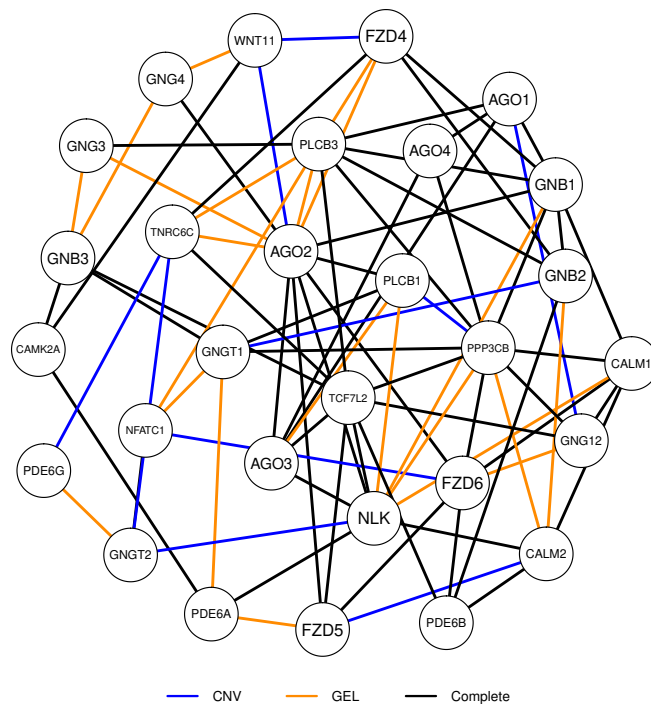 WNT11
FZD4
GNG4
AGO1
GNG3
PLCB3
AGO4
GNB1
TNRC6C
AGO2
GNB3
PLCB1
GNB2
CAMK2A
GNGT1
PPP3CB
CALM1
TCF7L2
NFATC1
GNG12
PDE6G
AGO3
FZD6
NLK
GNGT2
CALM2
PDE6A
FZD5
PDE6B
CNV GEL Complete